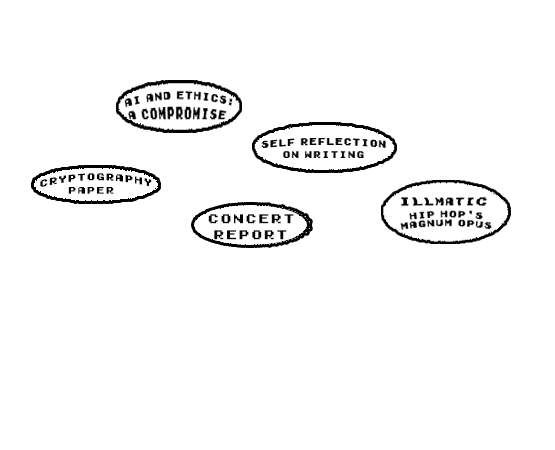 AI AND ETHICS:
A COMPROMISE
SELF REFLECTION
ON WRITING
CRYPTOGRAPHY
PAPER
ILLMATIC
HIP HOP'S
MAGNUM OPUS
CONCERT
REPORT